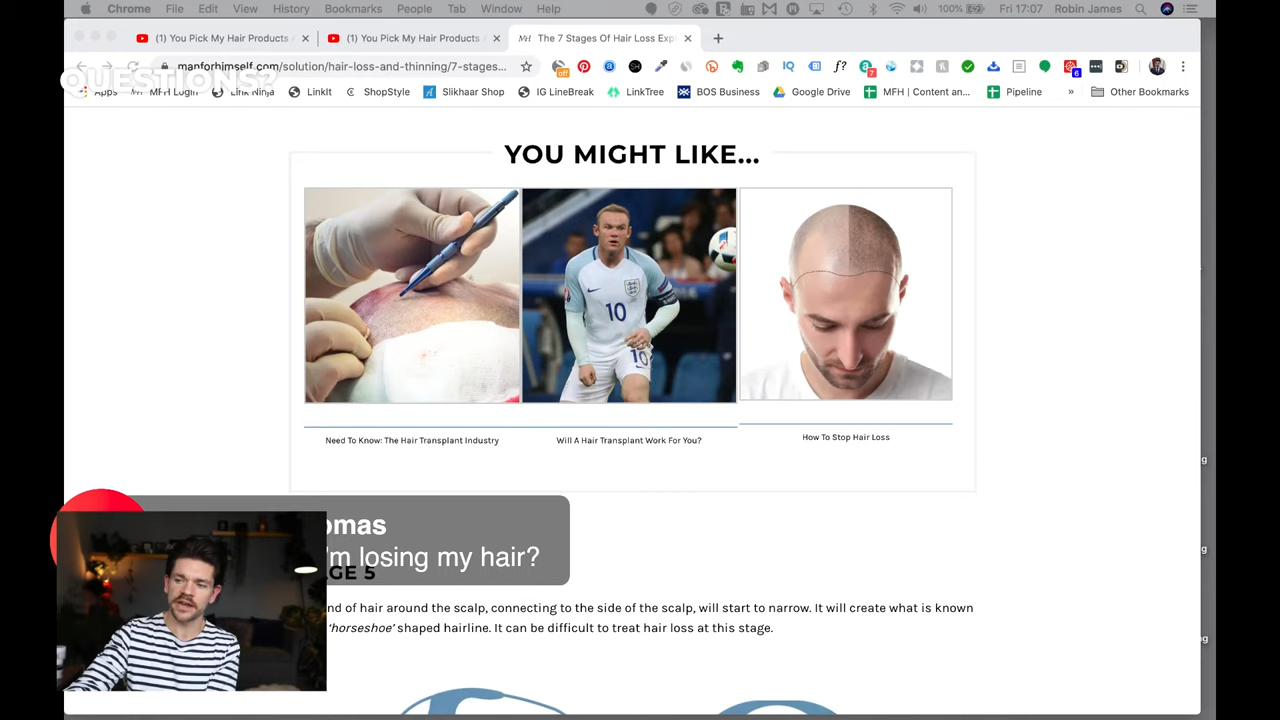 Chrome File Edit View History Bookmarks People Tab Window Help 100% Fri 17:07 Robin James
(1) You Pick My Hair Products (1) You Pick My Hair Products MH The 7 Stages Of Hair Loss Expl
manforhimself.com/solution/hair-loss-and-thinning/7-stages...
QUESTIONS?
Apps MFH Login Link Ninja LinkIt ShopStyle Slikhaar Shop IG LineBreak LinkTree BOS Business Google Drive MFH | Content an... Pipeline » Other Bookmarks
YOU MIGHT LIKE...
10
10
Need To Know: The Hair Transplant Industry
Will A Hair Transplant Work For You?
How To Stop Hair Loss
omas
'm losing my hair?
AGE 5
nd of hair around the scalp, connecting to the side of the scalp, will start to narrow. It will create what is known
'horseshoe' shaped hairline. It can be difficult to treat hair loss at this stage.